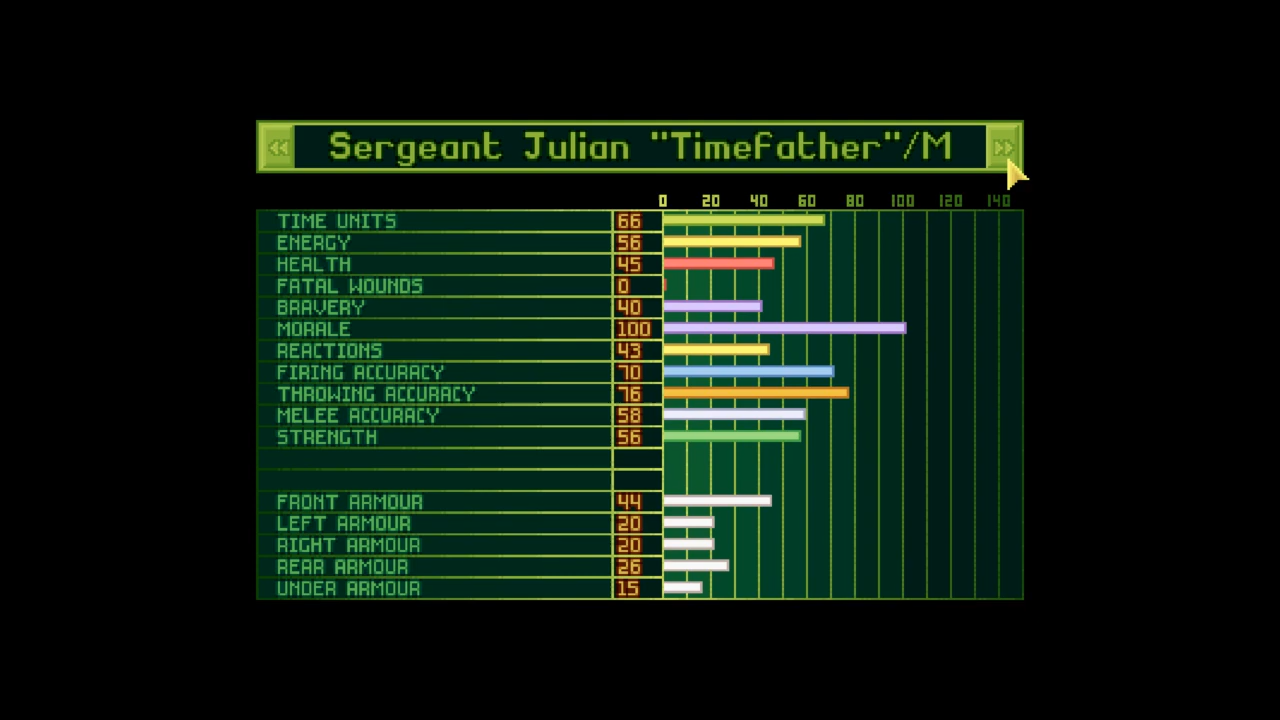 Sergeant Julian "Timefather"/M
0 20 40 60 80 100 120 140
TIME UNITS 66
ENERGY 56
HEALTH 45
FATAL WOUNDS 0
BRAVERY 40
MORALE 100
REACTIONS 43
FIRING ACCURACY 70
THROWING ACCURACY 76
MELEE ACCURACY 58
STRENGTH 56
FRONT ARMOUR 44
LEFT ARMOUR 20
RIGHT ARMOUR 20
REAR ARMOUR 26
UNDER ARMOUR 15